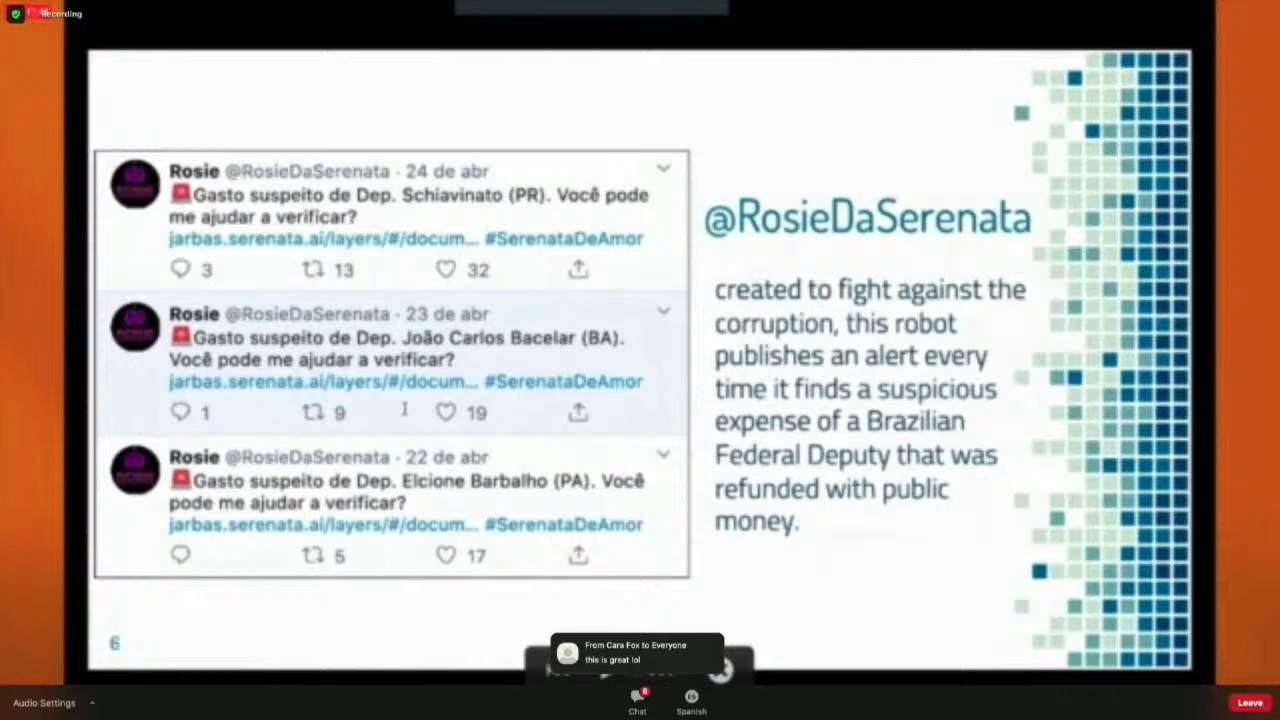 Recording
Rosie @RosieDaSerenata · 24 de abr
🚨Gasto suspeito de Dep. Schiavinato (PR). Você pode
me ajudar a verificar?
jarbas.serenata.ai/layers/#/docum... #SerenataDeAmor
3 13 32
Rosie @RosieDaSerenata · 23 de abr
🚨Gasto suspeito de Dep. João Carlos Bacelar (BA).
Você pode me ajudar a verificar?
jarbas.serenata.ai/layers/#/docum... #SerenataDeAmor
1 9 19
Rosie @RosieDaSerenata · 22 de abr
🚨Gasto suspeito de Dep. Elcione Barbalho (PA). Você
pode me ajudar a verificar?
jarbas.serenata.ai/layers/#/docum... #SerenataDeAmor
5 17
@RosieDaSerenata
created to fight against the
corruption, this robot
publishes an alert every
time it finds a suspicious
expense of a Brazilian
Federal Deputy that was
refunded with public
money.
6
From Cara Fox to Everyone
this is great lol
Audio Settings
Chat
ES
Spanish
Leave